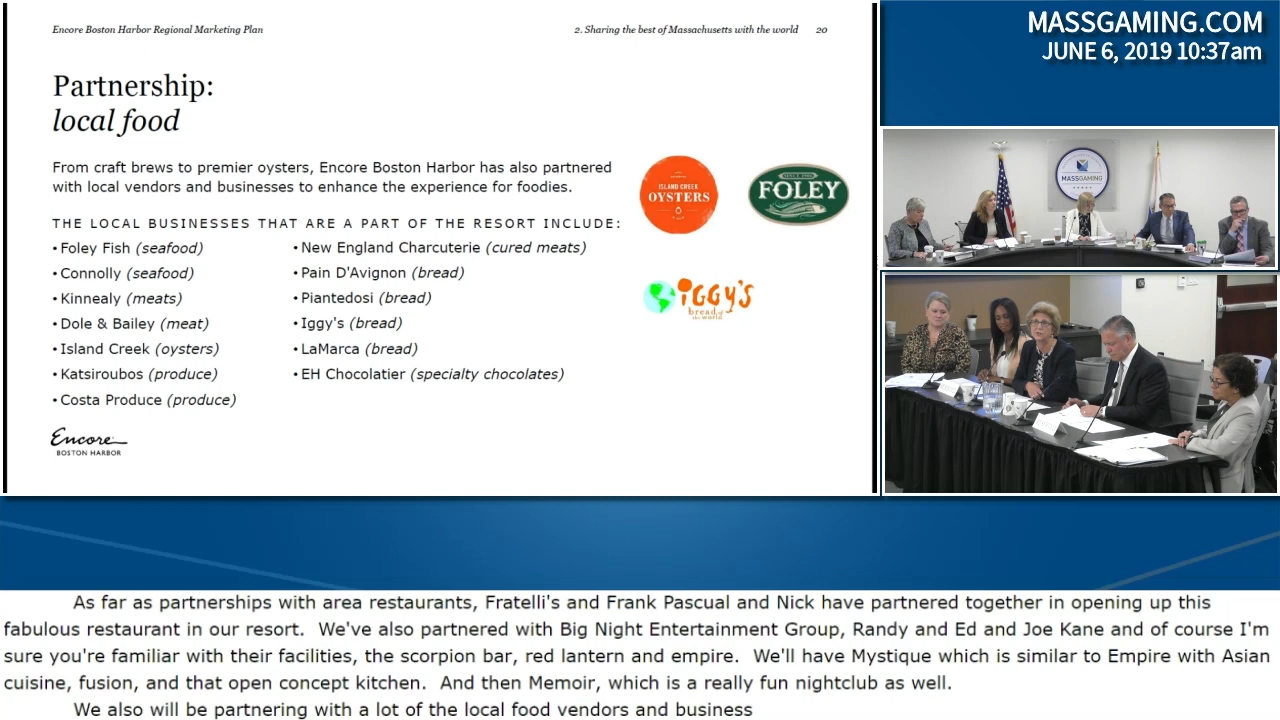 Encore Boston Harbor Regional Marketing Plan
2. Sharing the best of Massachusetts with the world 20
Partnership:
local food
From craft brews to premier oysters, Encore Boston Harbor has also partnered
with local vendors and businesses to enhance the experience for foodies.
THE LOCAL BUSINESSES THAT ARE A PART OF THE RESORT INCLUDE:
• Foley Fish (seafood)
• Connolly (seafood)
• Kinnealy (meats)
• Dole & Bailey (meat)
• Island Creek (oysters)
• Katsiroubos (produce)
• Costa Produce (produce)
• New England Charcuterie (cured meats)
• Pain D'Avignon (bread)
• Piantedosi (bread)
• Iggy's (bread)
• LaMarca (bread)
• EH Chocolatier (specialty chocolates)
ISLAND CREEK
OYSTERS
FOLEY
iGGY'S
bread of
the world
Encore
BOSTON HARBOR
MASSGAMING.COM
JUNE 6, 2019 10:37am
MASSGAMING
As far as partnerships with area restaurants, Fratelli's and Frank Pascual and Nick have partnered together in opening up this
fabulous restaurant in our resort. We've also partnered with Big Night Entertainment Group, Randy and Ed and Joe Kane and of course I'm
sure you're familiar with their facilities, the scorpion bar, red lantern and empire. We'll have Mystique which is similar to Empire with Asian
cuisine, fusion, and that open concept kitchen. And then Memoir, which is a really fun nightclub as well.
We also will be partnering with a lot of the local food vendors and business